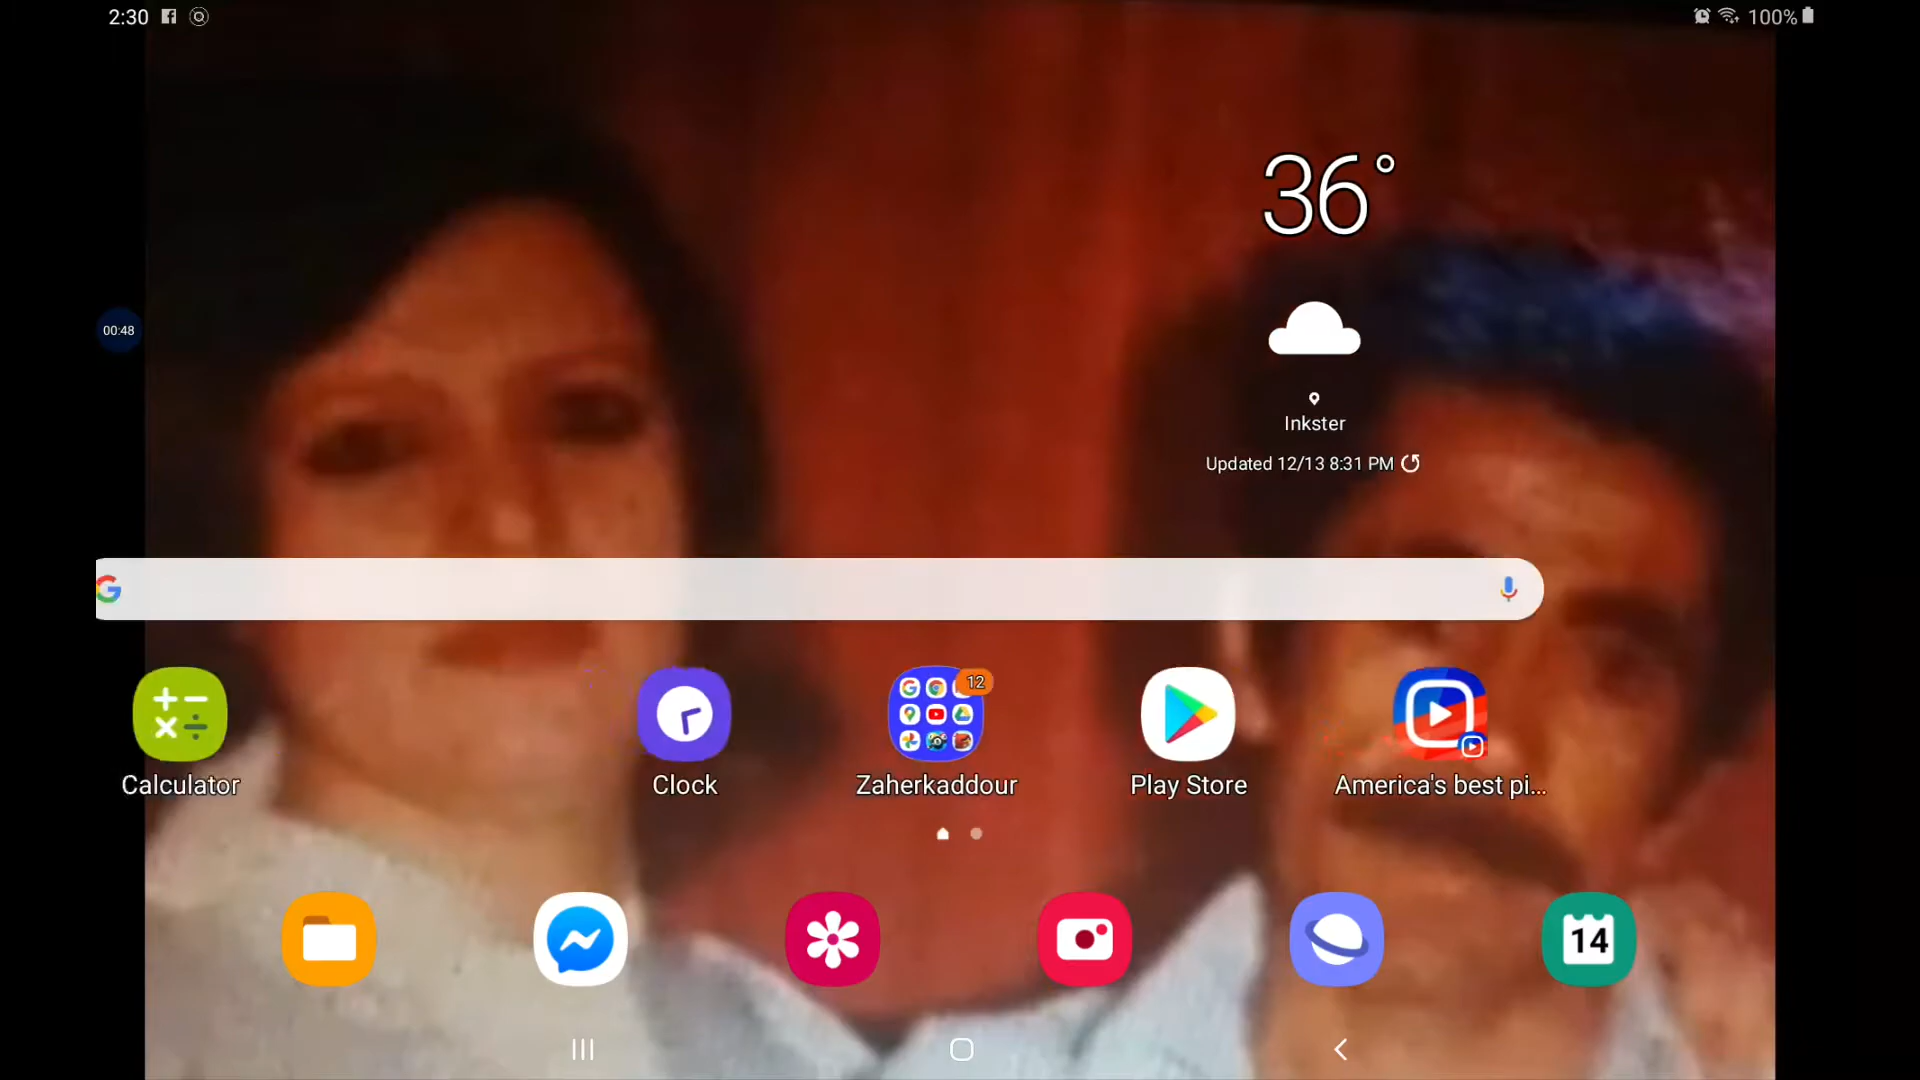 2:30
100%
36°
00:48
Inkster
Updated 12/13 8:31 PM
12
Calculator
Clock
Zaherkaddour
Play Store
America's best pi...
14